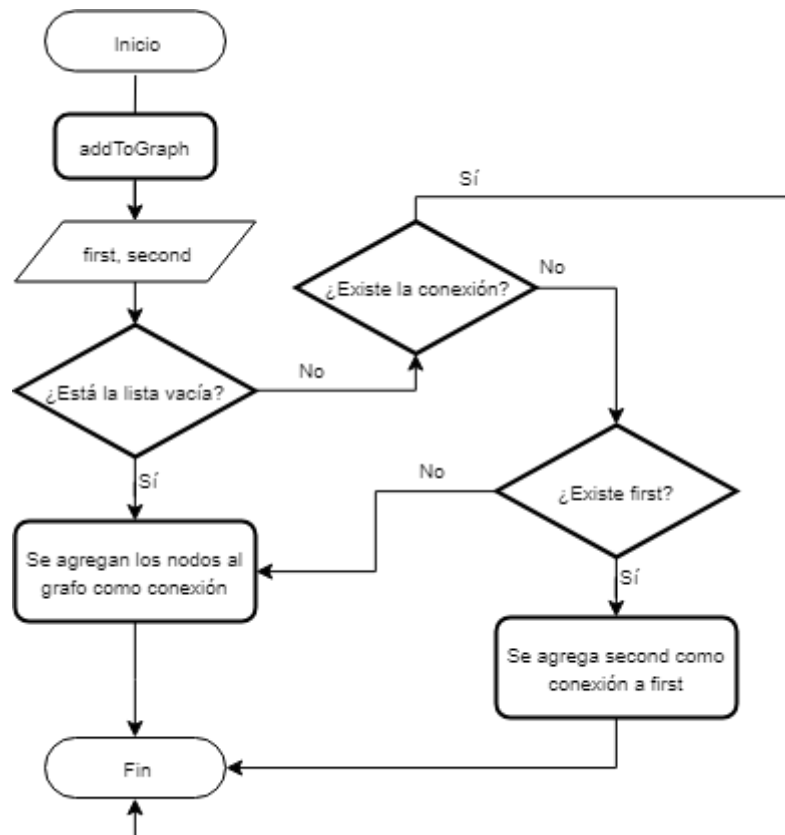 Inicio
addToGraph
first, second
¿Está la lista vacía?
No
Sí
¿Existe la conexión?
Sí
No
¿Existe first?
No
Sí
Se agregan los nodos al
grafo como conexión
Se agrega second como
conexión a first
Fin